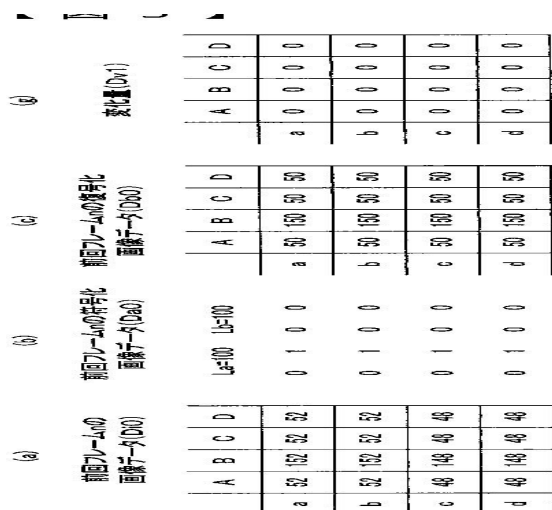 (a)
前回フレームnの
画像データ(Di0)
A B C D
a 52 152 52 52
b 52 152 52 52
c 48 148 48 48
d 48 148 48 48
(b)
前回フレームnの符号化
画像データ(Da0)
La=100 Lb=100
0 1 0 0
0 1 0 0
0 1 0 0
0 1 0 0
(c)
前回フレームnの復号化
画像データ(Db0)
A B C D
a 50 150 50 50
b 50 150 50 50
c 50 150 50 50
d 50 150 50 50
(g)
変化量(Dv1)
A B C D
a 0 0 0 0
b 0 0 0 0
c 0 0 0 0
d 0 0 0 0